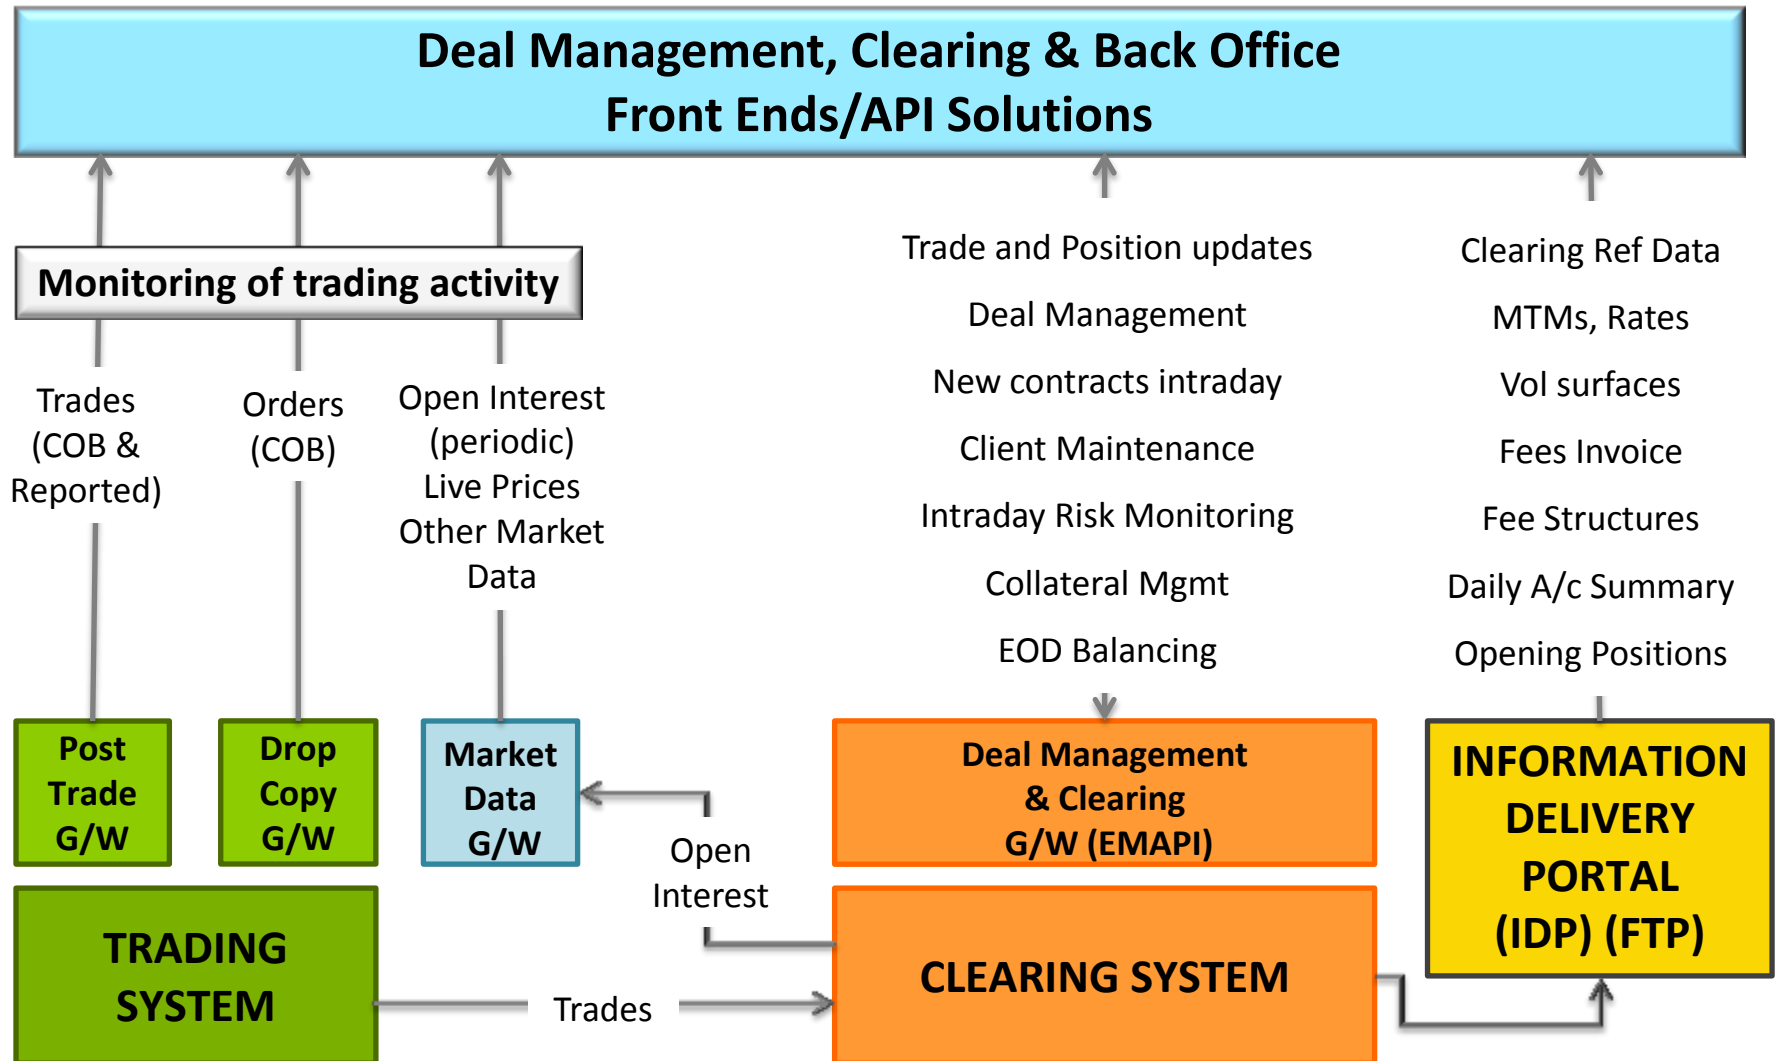 Deal Management, Clearing & Back Office
Front Ends/API Solutions
Monitoring of trading activity
Trades
(COB &
Reported)
Orders
(COB)
Open Interest
(periodic)
Live Prices
Other Market
Data
Trade and Position updates
Deal Management
New contracts intraday
Client Maintenance
Intraday Risk Monitoring
Collateral Mgmt
EOD Balancing
Clearing Ref Data
MTMs, Rates
Vol surfaces
Fees Invoice
Fee Structures
Daily A/c Summary
Opening Positions
Post
Trade
G/W
Drop
Copy
G/W
Market
Data
G/W
Open
Interest
Deal Management
& Clearing
G/W (EMAPI)
INFORMATION
DELIVERY
PORTAL
(IDP) (FTP)
TRADING
SYSTEM
Trades
CLEARING SYSTEM